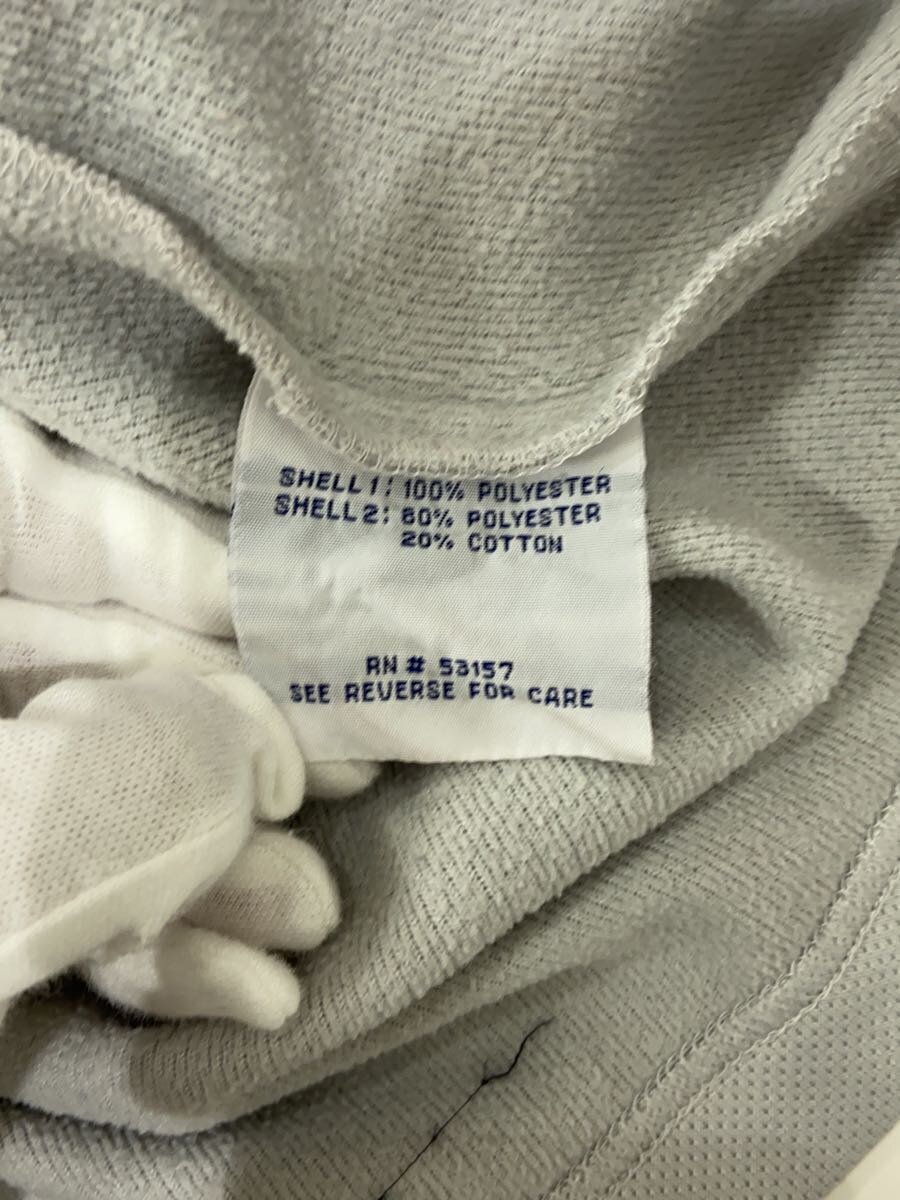 SHELL 1: 100% POLYESTER
SHELL 2: 80% POLYESTER
20% COTTON
RN # 53157
SEE REVERSE FOR CARE